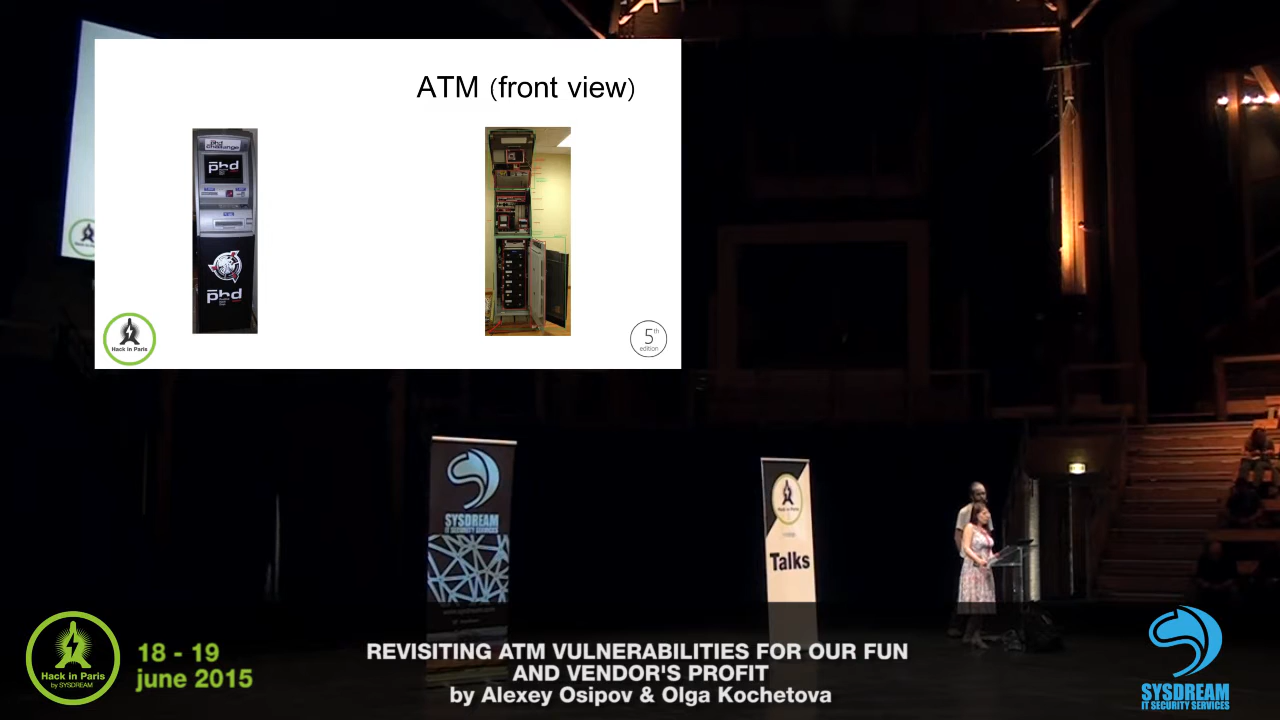 ATM (front view)
phd
challenge
phd
phd
Hack in Paris
5th
edition
SYSDREAM
IT SECURITY SERVICES
Hack in Paris
Talks
Hack in Paris
by SYSDREAM
18 - 19
june 2015
REVISITING ATM VULNERABILITIES FOR OUR FUN
AND VENDOR'S PROFIT
by Alexey Osipov & Olga Kochetova
SYSDREAM
IT SECURITY SERVICES